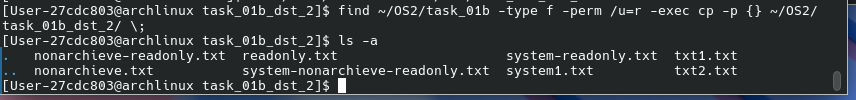 [User-27cdc803@archlinux task_01b_dst_2]$ find ~/OS2/task_01b -type f -perm /u=r -exec cp -p {} ~/OS2/
task_01b_dst_2/ \;
[User-27cdc803@archlinux task_01b_dst_2]$ ls -a
.   nonarchieve-readonly.txt  readonly.txt                     system-readonly.txt  txt1.txt
..  nonarchieve.txt           system-nonarchieve-readonly.txt  system1.txt          txt2.txt
[User-27cdc803@archlinux task_01b_dst_2]$